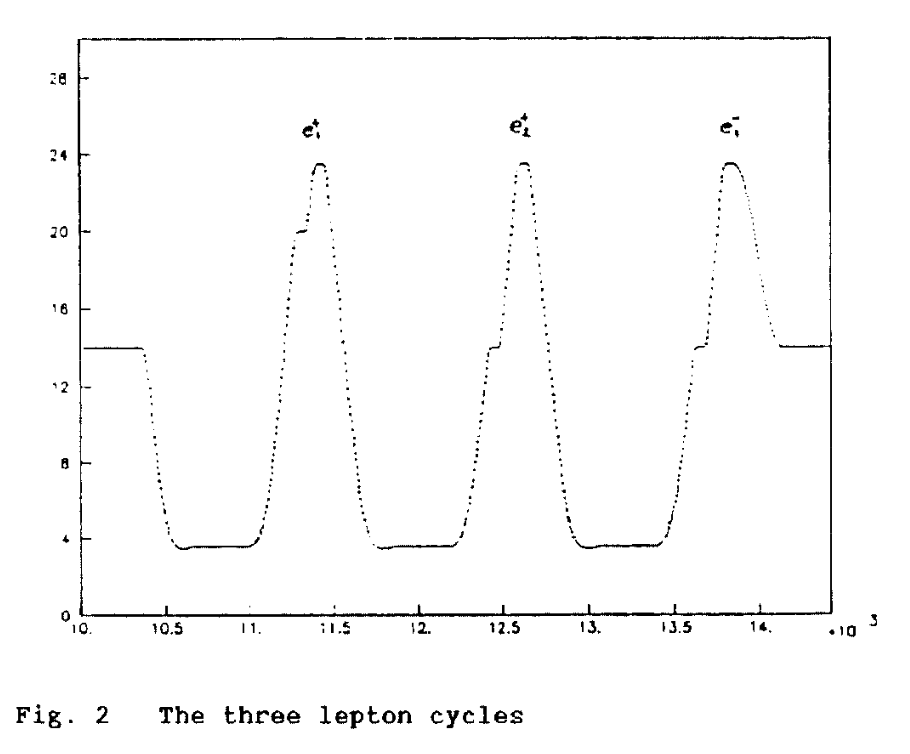 28
e₁⁺
e₂⁺
e₁⁻
24
20
16
12
8
4
0
10. 10.5 11. 11.5 12. 12.5 13. 13.5 14. *10 3
Fig. 2 The three lepton cycles